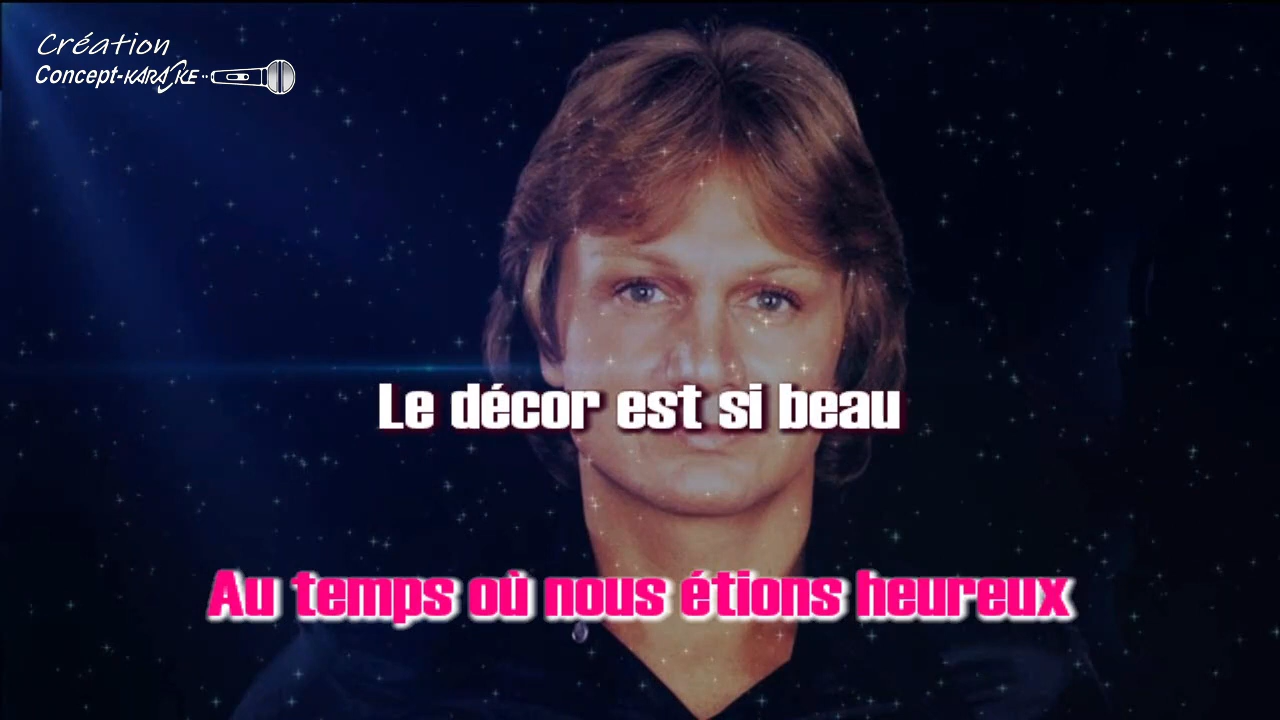 Création
Concept-KARAOKE
Le décor est si beau
Au temps où nous étions heureux